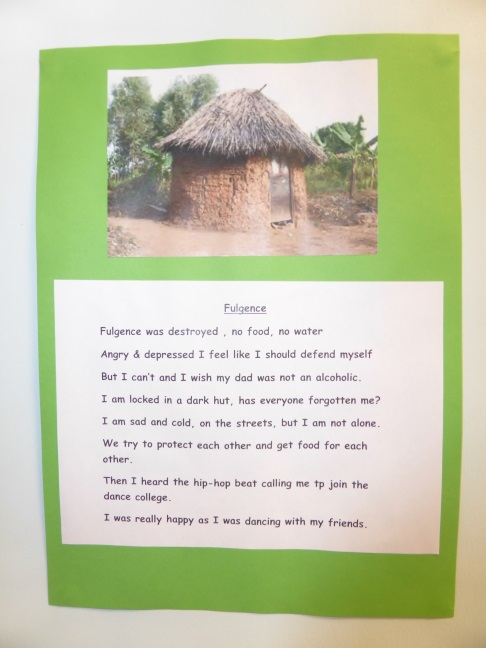 Fulgence
Fulgence was destroyed , no food, no water
Angry & depressed I feel like I should defend myself
But I can't and I wish my dad was not an alcoholic.
I am locked in a dark hut, has everyone forgotten me?
I am sad and cold, on the streets, but I am not alone.
We try to protect each other and get food for each
other.
Then I heard the hip-hop beat calling me tp join the
dance college.
I was really happy as I was dancing with my friends.